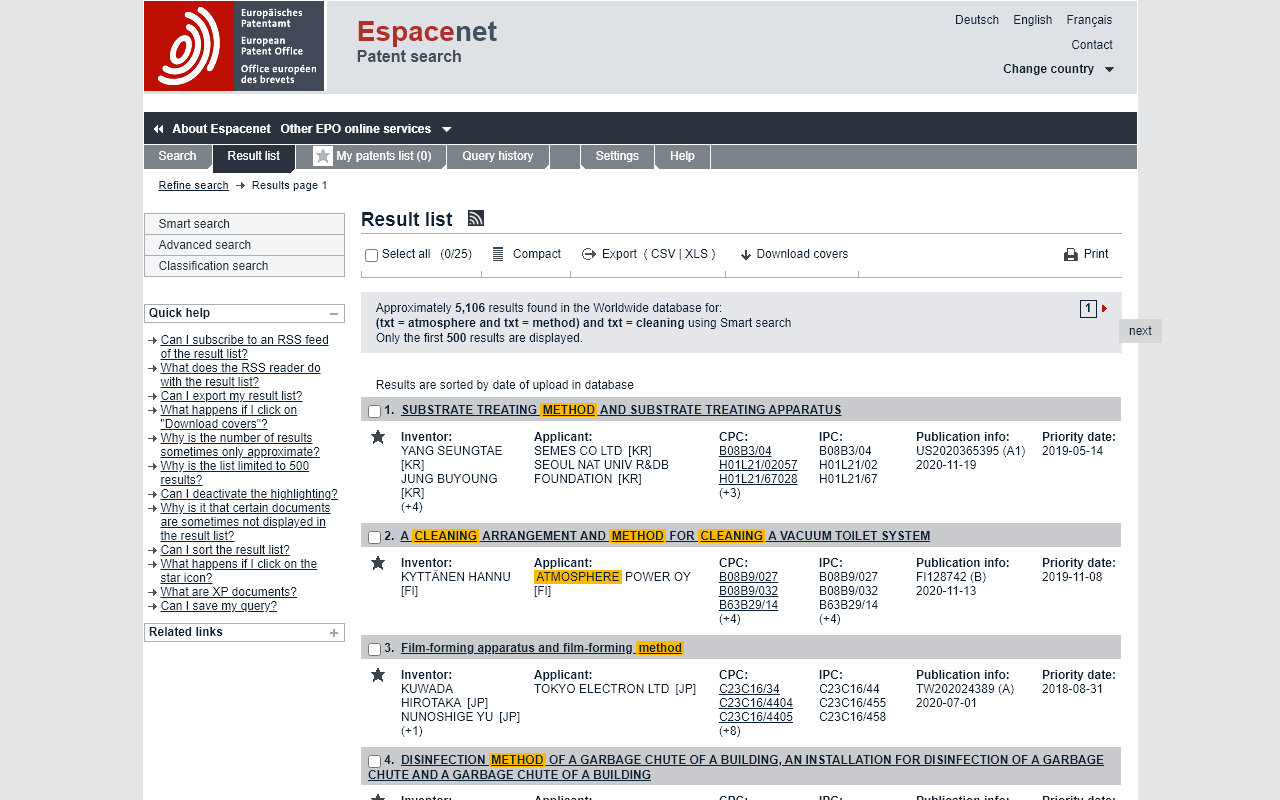 Europäisches
Patentamt
European
Patent Office
Office européen
des brevets
Espacenet
Patent search
Deutsch English Français
Contact
Change country
About Espacenet Other EPO online services
Search Result list My patents list (0) Query history Settings Help
Refine search Results page 1
Smart search
Advanced search
Classification search
Quick help
Can I subscribe to an RSS feed
of the result list?
What does the RSS reader do
with the result list?
Can I export my result list?
What happens if I click on
"Download covers"?
Why is the number of results
sometimes only approximate?
Why is the list limited to 500
results?
Can I deactivate the highlighting?
Why is it that certain documents
are sometimes not displayed in
the result list?
Can I sort the result list?
What happens if I click on the
star icon?
What are XP documents?
Can I save my query?
Related links
Result list
Select all (0/25) Compact Export ( CSV | XLS ) Download covers Print
Approximately 5,106 results found in the Worldwide database for:
(txt = atmosphere and txt = method) and txt = cleaning using Smart search
Only the first 500 results are displayed.
1
next
Results are sorted by date of upload in database
1. SUBSTRATE TREATING METHOD AND SUBSTRATE TREATING APPARATUS
Inventor: Applicant: CPC: IPC: Publication info: Priority date:
YANG SEUNGTAE SEMES CO LTD [KR] B08B3/04 B08B3/04 US2020365395 (A1) 2019-05-14
[KR] SEOUL NAT UNIV R&DB H01L21/02057 H01L21/02 2020-11-19
JUNG BUYOUNG FOUNDATION [KR] H01L21/67028 H01L21/67
[KR] (+3)
(+4)
2. A CLEANING ARRANGEMENT AND METHOD FOR CLEANING A VACUUM TOILET SYSTEM
Inventor: Applicant: CPC: IPC: Publication info: Priority date:
KYTTÄNEN HANNU ATMOSPHERE POWER OY B08B9/027 B08B9/027 FI128742 (B) 2019-11-08
[FI] [FI] B08B9/032 B08B9/032 2020-11-13
B63B29/14 B63B29/14
(+4) (+4)
3. Film-forming apparatus and film-forming method
Inventor: Applicant: CPC: IPC: Publication info: Priority date:
KUWADA TOKYO ELECTRON LTD [JP] C23C16/34 C23C16/44 TW202024389 (A) 2018-08-31
HIROTAKA [JP] C23C16/4404 C23C16/455 2020-07-01
NUNOSHIGE YU [JP] C23C16/4405 C23C16/458
(+1) (+8)
4. DISINFECTION METHOD OF A GARBAGE CHUTE OF A BUILDING, AN INSTALLATION FOR DISINFECTION OF A GARBAGE
CHUTE AND A GARBAGE CHUTE OF A BUILDING
Inventor: Applicant: CPC: IPC: Publication info: Priority date: